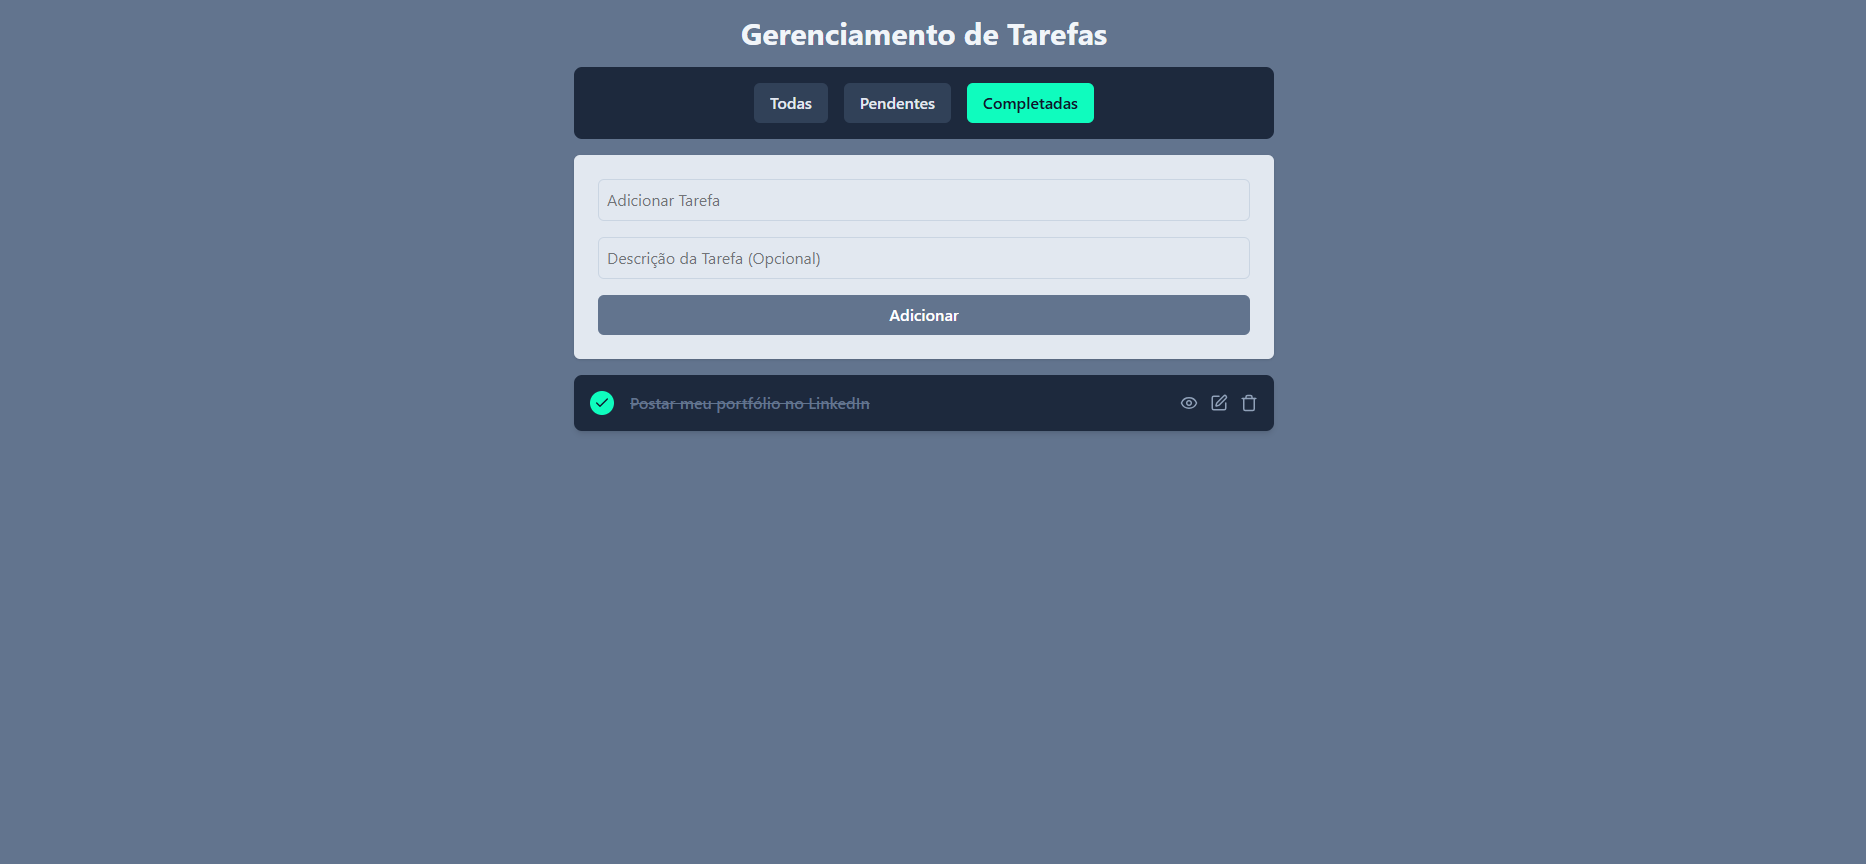 Gerenciamento de Tarefas
Todas Pendentes Completadas
Adicionar Tarefa
Descrição da Tarefa (Opcional)
Adicionar
Postar meu portfólio no LinkedIn